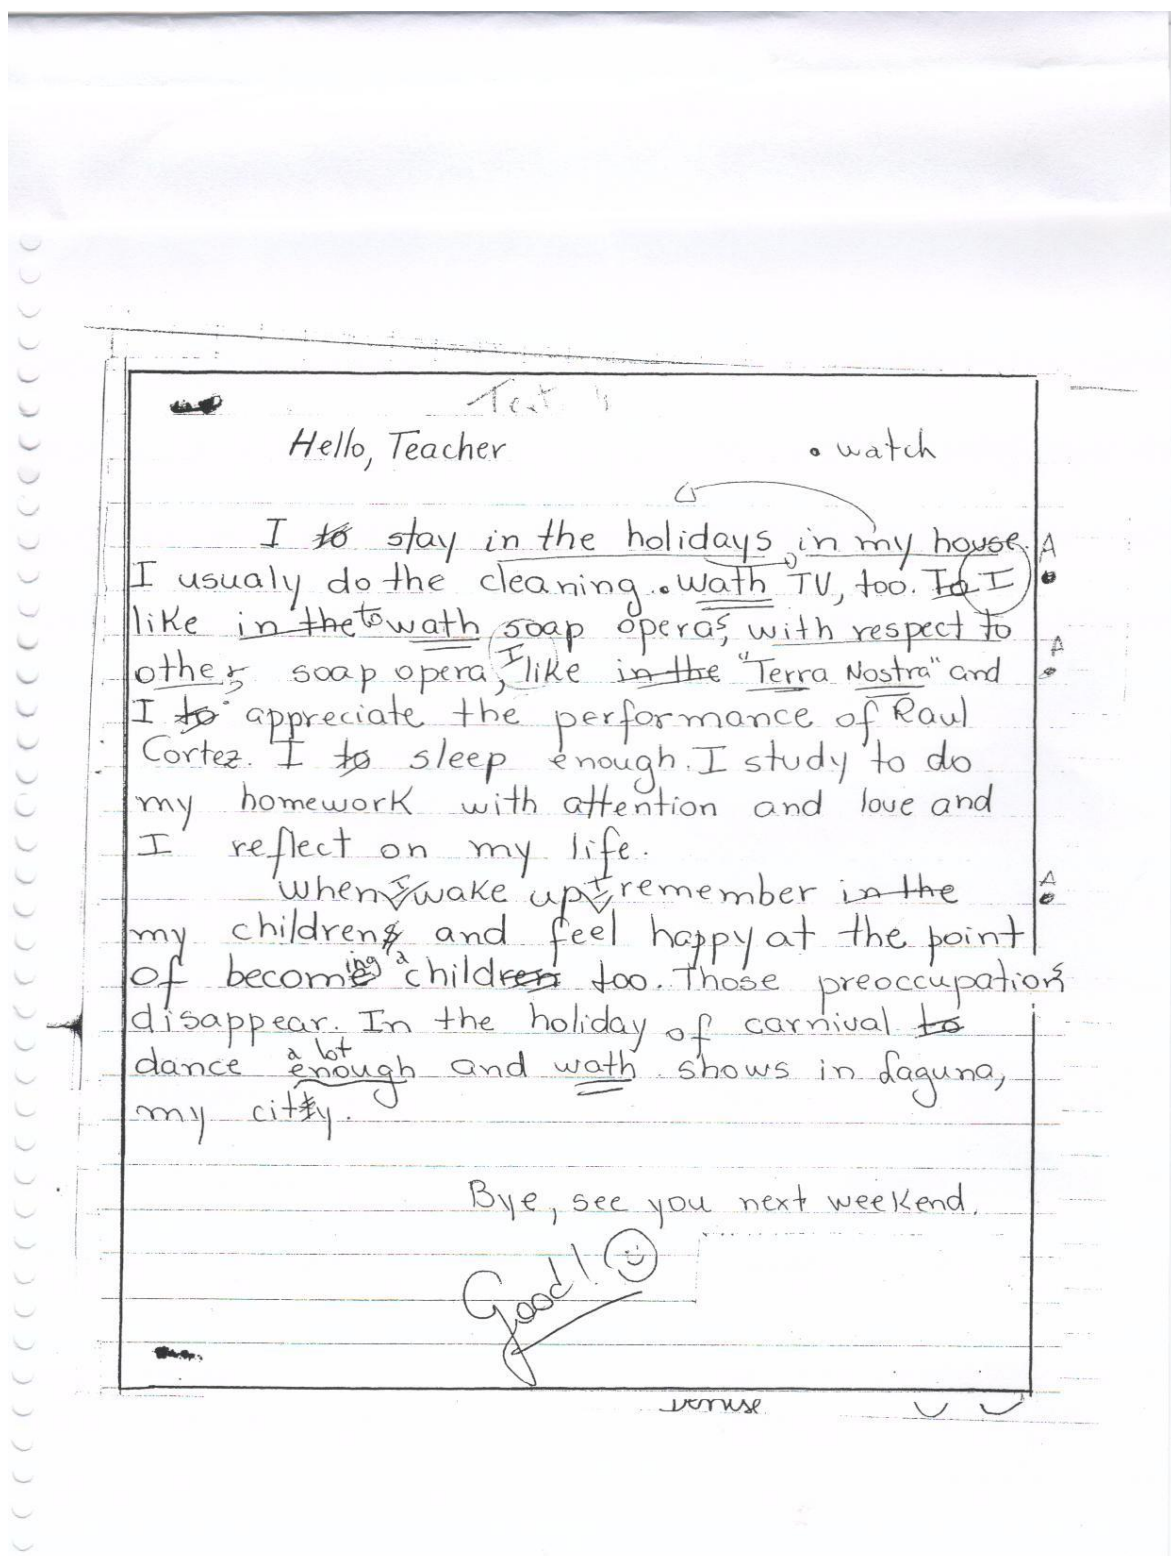 Text 4
Hello, Teacher
• watch
I to stay in the holidays, in my house. A
I usualy do the cleaning. wath TV, too. To I
like in the to wath soap operas, with respect to
other soap opera, I like in the "Terra Nostra" and A
I to appreciate the performance of Raul
Cortez. I to sleep enough. I study to do
my homework with attention and love and
I reflect on my life.
When I wake up I remember in the A
my childrens and feel happy at the point
of becoming a children too. Those preoccupations
disappear. In the holiday of carnival to
a lot
dance enough and wath shows in Laguna,
my citty.
Bye, see you next weekend.
Good!
Denise